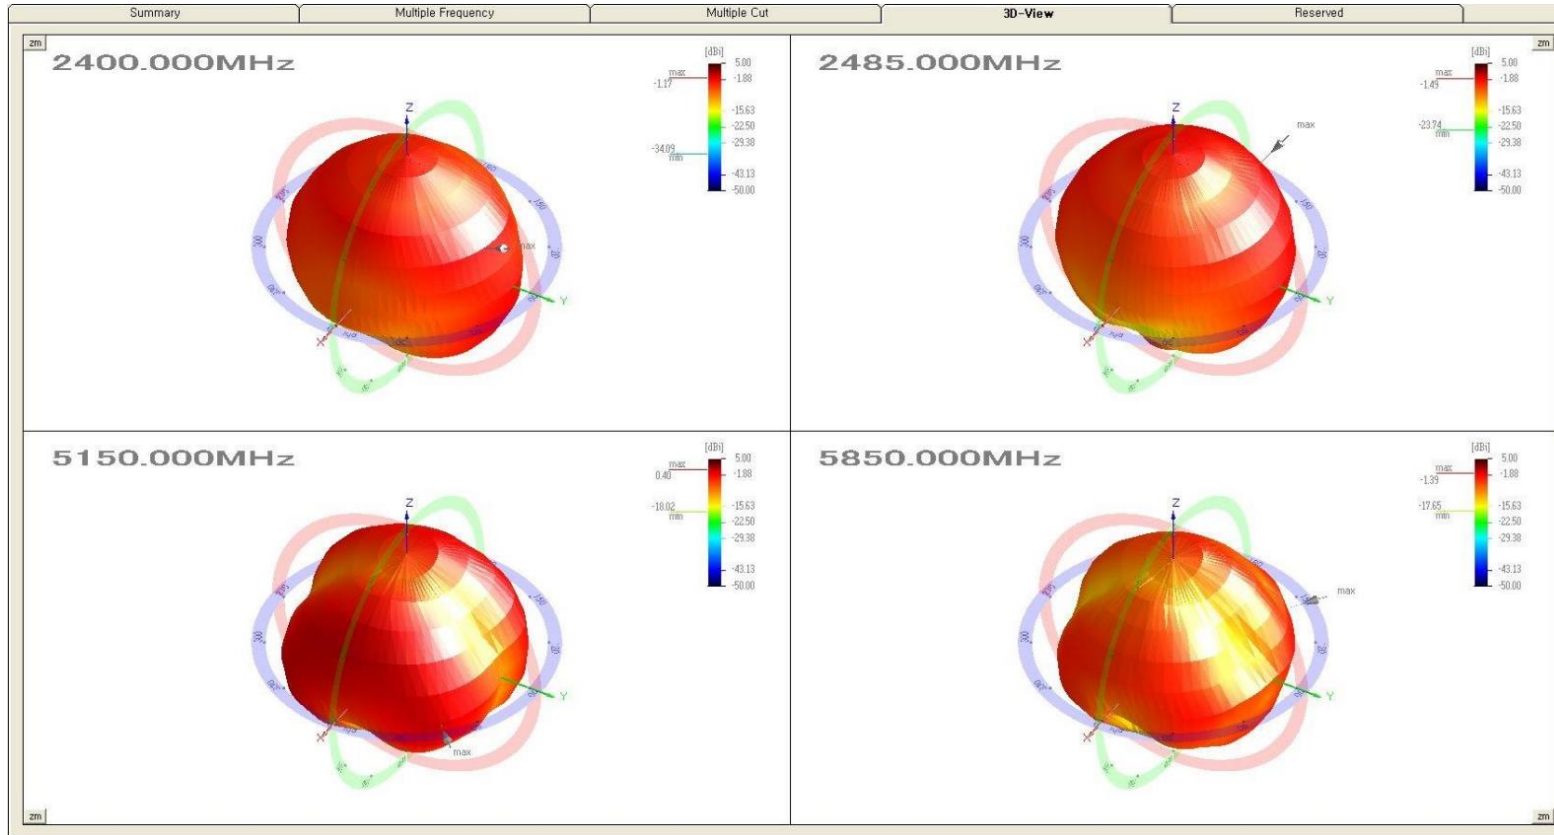 Summary
Multiple Frequency
Multiple Cut
3D-View
Reserved
zm
2400.000MHz
[dBi]
max
-1.17
-34.09
min
5.00
-1.88
-15.63
-22.50
-29.38
-43.13
-50.00
Z
max
Y
X
zm
2485.000MHz
[dBi]
max
-1.49
-23.74
min
5.00
-1.88
-15.63
-22.50
-29.38
-43.13
-50.00
Z
max
Y
X
5150.000MHz
[dBi]
max
0.40
-18.02
min
5.00
-1.88
-15.63
-22.50
-29.38
-43.13
-50.00
Z
Y
X
max
zm
5850.000MHz
[dBi]
max
-1.39
-17.65
min
5.00
-1.88
-15.63
-22.50
-29.38
-43.13
-50.00
Z
max
Y
X
zm